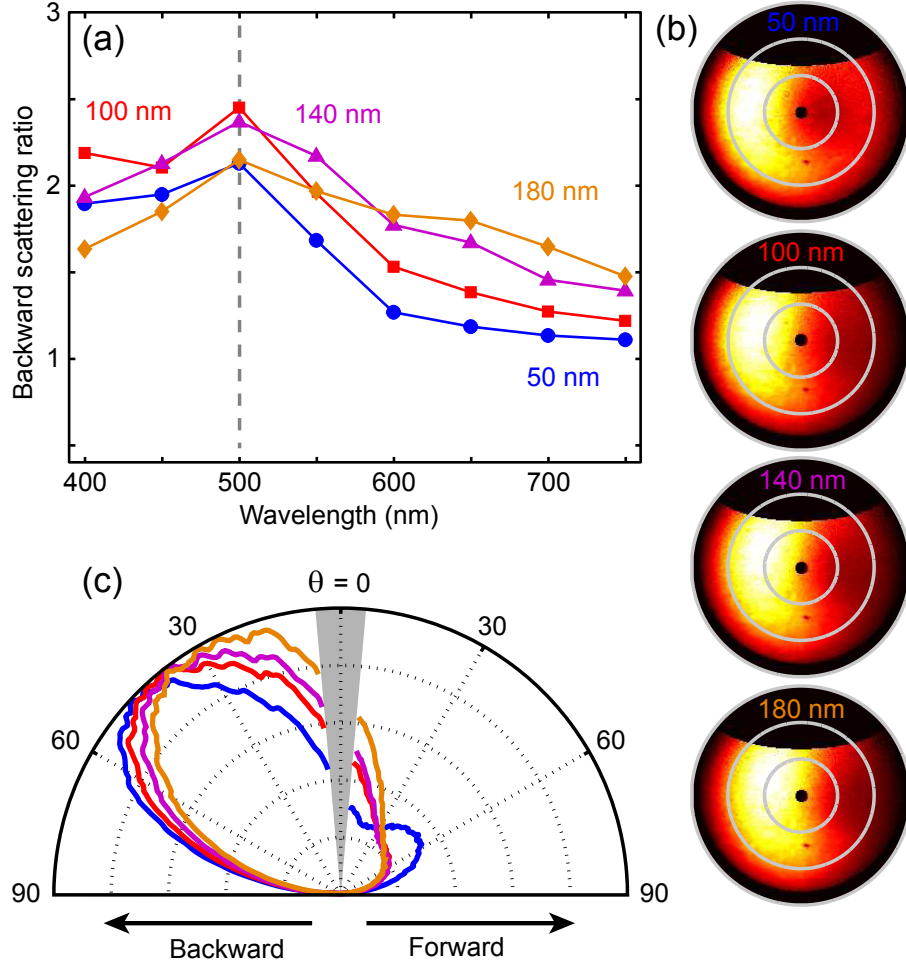 (a)
3
2
1
Backward scattering ratio
100 nm
140 nm
180 nm
50 nm
400
500
600
700
Wavelength (nm)
(b)
50 nm
100 nm
140 nm
180 nm
(c)
θ = 0
30
30
60
60
90
90
Backward
Forward